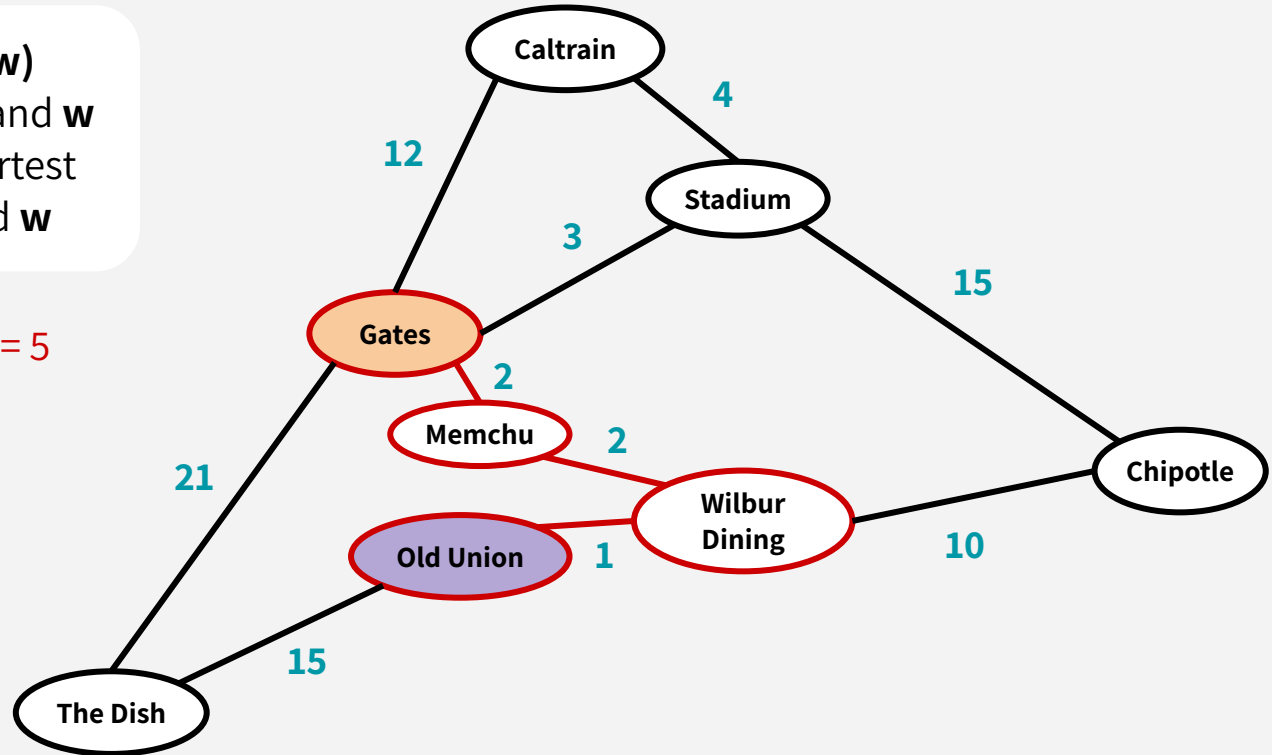 w)
and w
rtest
d w
= 5
Caltrain
4
12
Stadium
3
15
Gates
2
Memchu
2
21
Chipotle
Wilbur
Dining
Old Union
1
10
15
The Dish